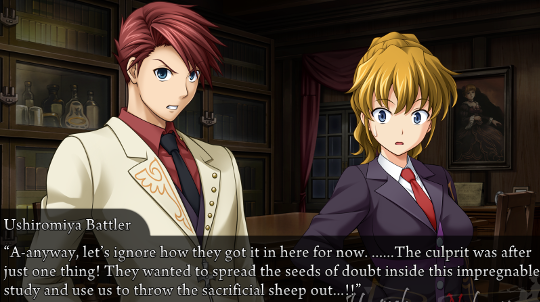 Ushiromiya Battler
“A-anyway, let’s ignore how they got it in here for now. ......The culprit was after
just one thing! They wanted to spread the seeds of doubt inside this impregnable
study and use us to throw the sacrificial sheep out...!!”